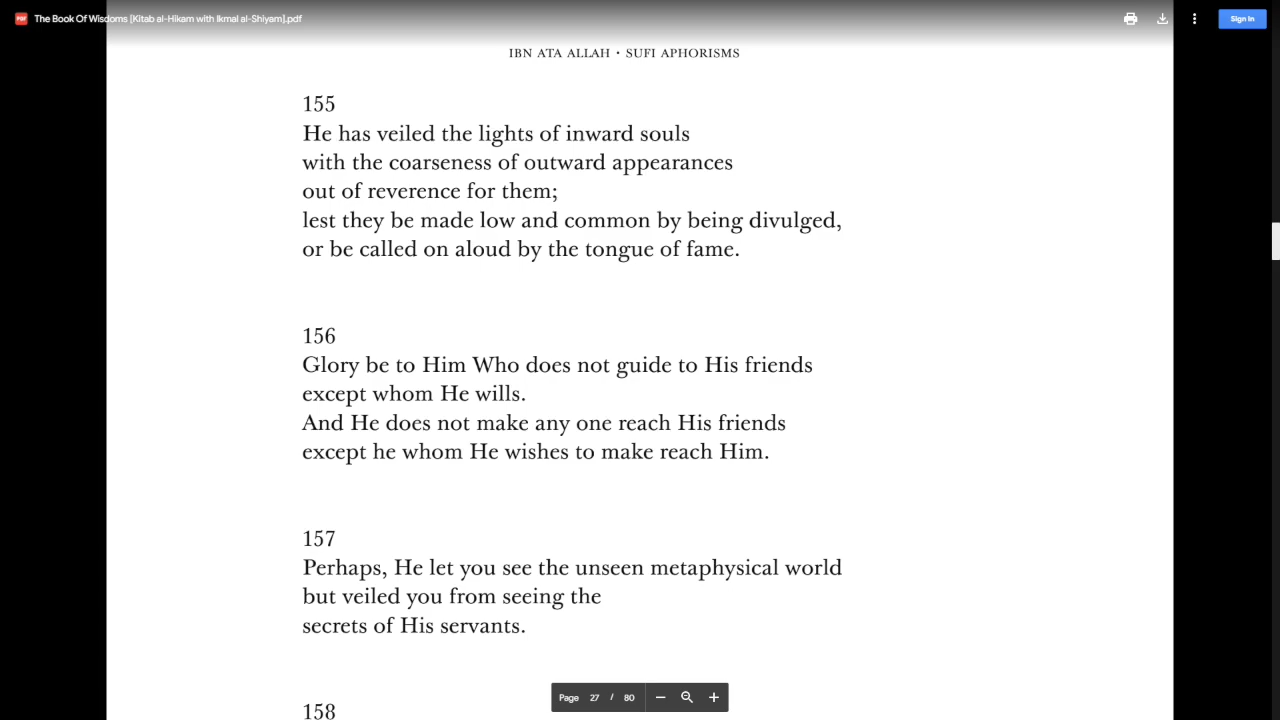 The Book Of Wisdoms [Kitab al-Hikam with Ikmal al-Shiyam].pdf
Sign in
IBN ATA ALLAH • SUFI APHORISMS
155
He has veiled the lights of inward souls
with the coarseness of outward appearances
out of reverence for them;
lest they be made low and common by being divulged,
or be called on aloud by the tongue of fame.
156
Glory be to Him Who does not guide to His friends
except whom He wills.
And He does not make any one reach His friends
except he whom He wishes to make reach Him.
157
Perhaps, He let you see the unseen metaphysical world
but veiled you from seeing the
secrets of His servants.
158
Page 27 / 80